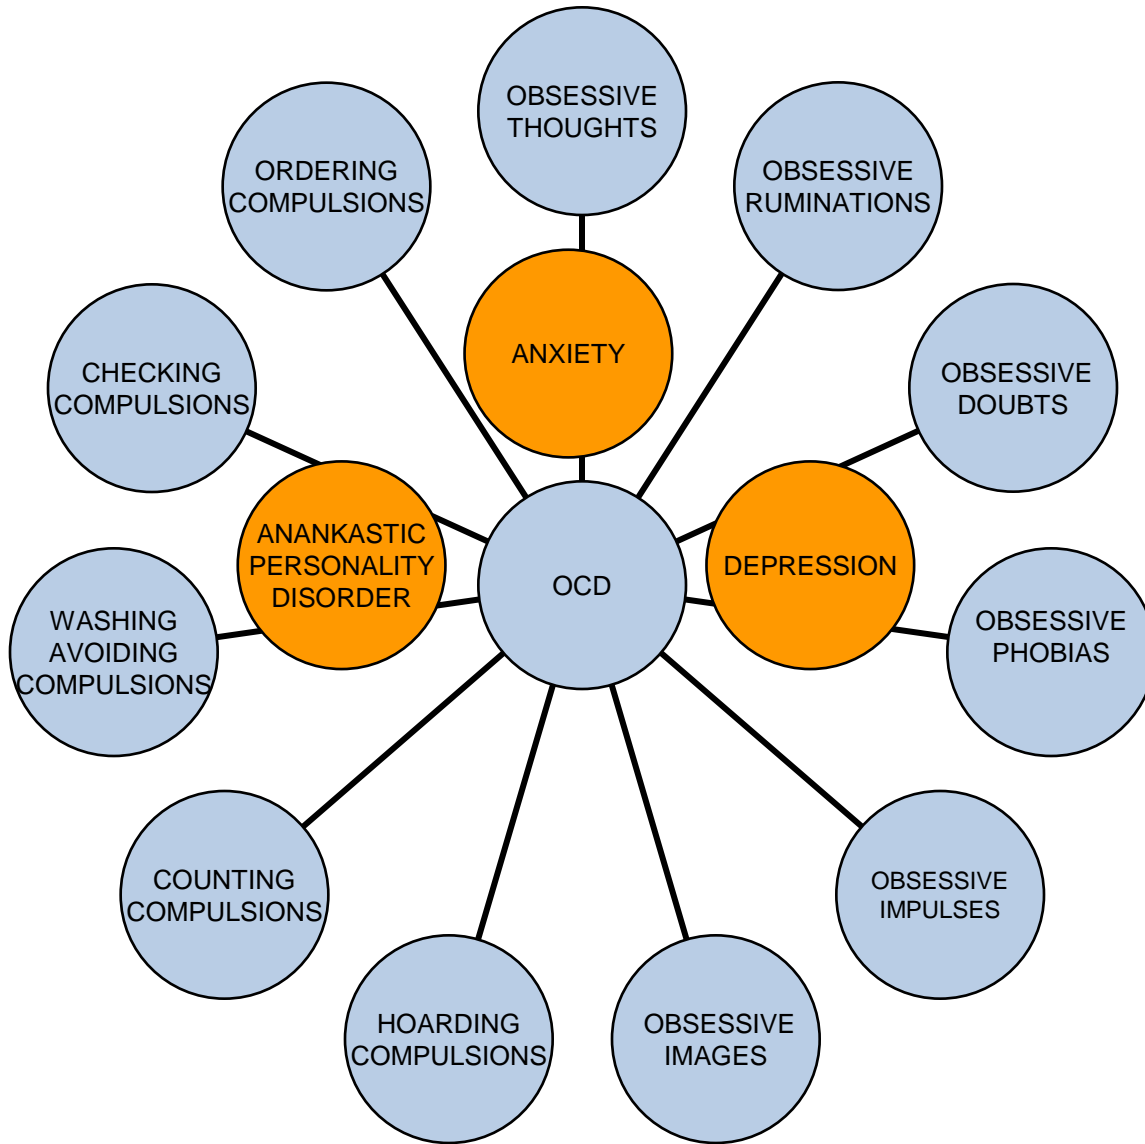 OBSESSIVE
THOUGHTS
ORDERING
COMPULSIONS
OBSESSIVE
RUMINATIONS
ANXIETY
CHECKING
COMPULSIONS
OBSESSIVE
DOUBTS
ANANKASTIC
PERSONALITY
DISORDER
OCD
DEPRESSION
WASHING
AVOIDING
COMPULSIONS
OBSESSIVE
PHOBIAS
COUNTING
COMPULSIONS
OBSESSIVE
IMPULSES
HOARDING
COMPULSIONS
OBSESSIVE
IMAGES